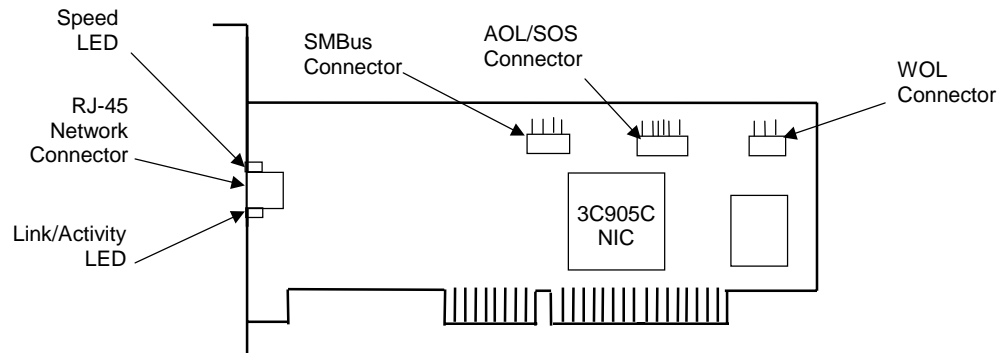 Speed
LED
SMBus
Connector
AOL/SOS
Connector
WOL
Connector
RJ-45
Network
Connector
3C905C
NIC
Link/Activity
LED